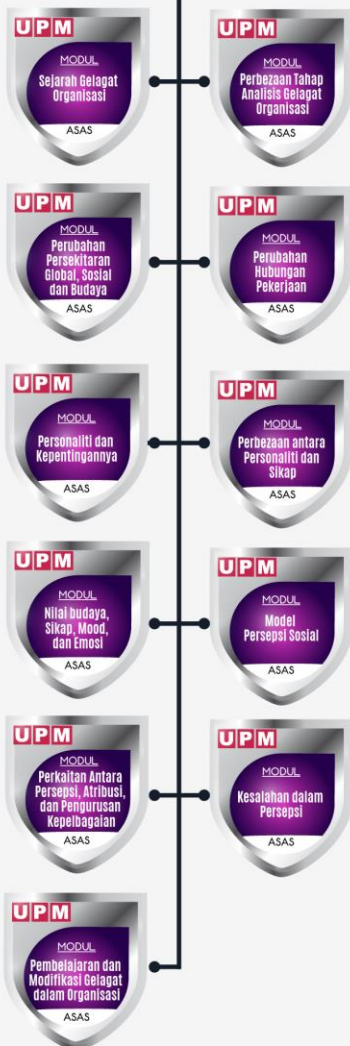 UPM
MODUL
Sejarah Gelagat
Organisasi
ASAS
UPM
MODUL
Perbezaan Tahap
Analisis Gelagat
Organisasi
ASAS
UPM
MODUL
Perubahan
Persekitaran
Global, Sosial
dan Budaya
ASAS
UPM
MODUL
Perubahan
Hubungan
Pekerjaan
ASAS
UPM
MODUL
Personaliti dan
Kepentingannya
ASAS
UPM
MODUL
Perbezaan antara
Personaliti dan
Sikap
ASAS
UPM
MODUL
Nilai budaya,
Sikap, Mood,
dan Emosi
ASAS
UPM
MODUL
Model
Persepsi Sosial
ASAS
UPM
MODUL
Perkaitan Antara
Persepsi, Atribusi,
dan Pengurusan
Kepelbagaian
ASAS
UPM
MODUL
Kesalahan dalam
Persepsi
ASAS
UPM
MODUL
Pembelajaran dan
Modifikasi Gelagat
dalam Organisasi
ASAS